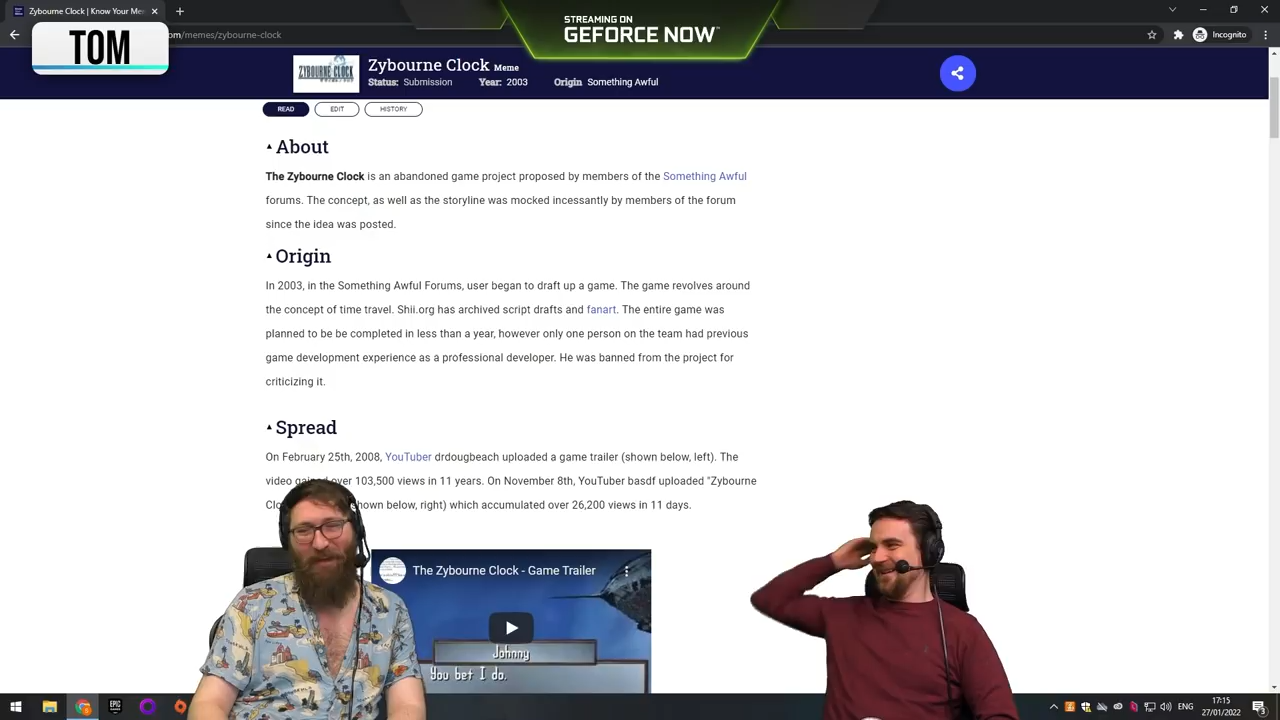 Zybourne Clock | Know Your Mem
TOM
om/memes/zybourne-clock
STREAMING ON
GEFORCE NOW
Incognito
ZYBOURNE CLOCK
Zybourne Clock Meme
Status: Submission Year: 2003 Origin Something Awful
READ EDIT HISTORY
About
The Zybourne Clock is an abandoned game project proposed by members of the Something Awful
forums. The concept, as well as the storyline was mocked incessantly by members of the forum
since the idea was posted.
Origin
In 2003, in the Something Awful Forums, user began to draft up a game. The game revolves around
the concept of time travel. Shii.org has archived script drafts and fanart. The entire game was
planned to be be completed in less than a year, however only one person on the team had previous
game development experience as a professional developer. He was banned from the project for
criticizing it.
Spread
On February 25th, 2008, YouTuber drdougbeach uploaded a game trailer (shown below, left). The
video gained over 103,500 views in 11 years. On November 8th, YouTuber basdf uploaded "Zybourne
Clo shown below, right) which accumulated over 26,200 views in 11 days.
The Zybourne Clock - Game Trailer
Johnny
You bet I do.
EPIC
ENG
17:15
27/01/2022